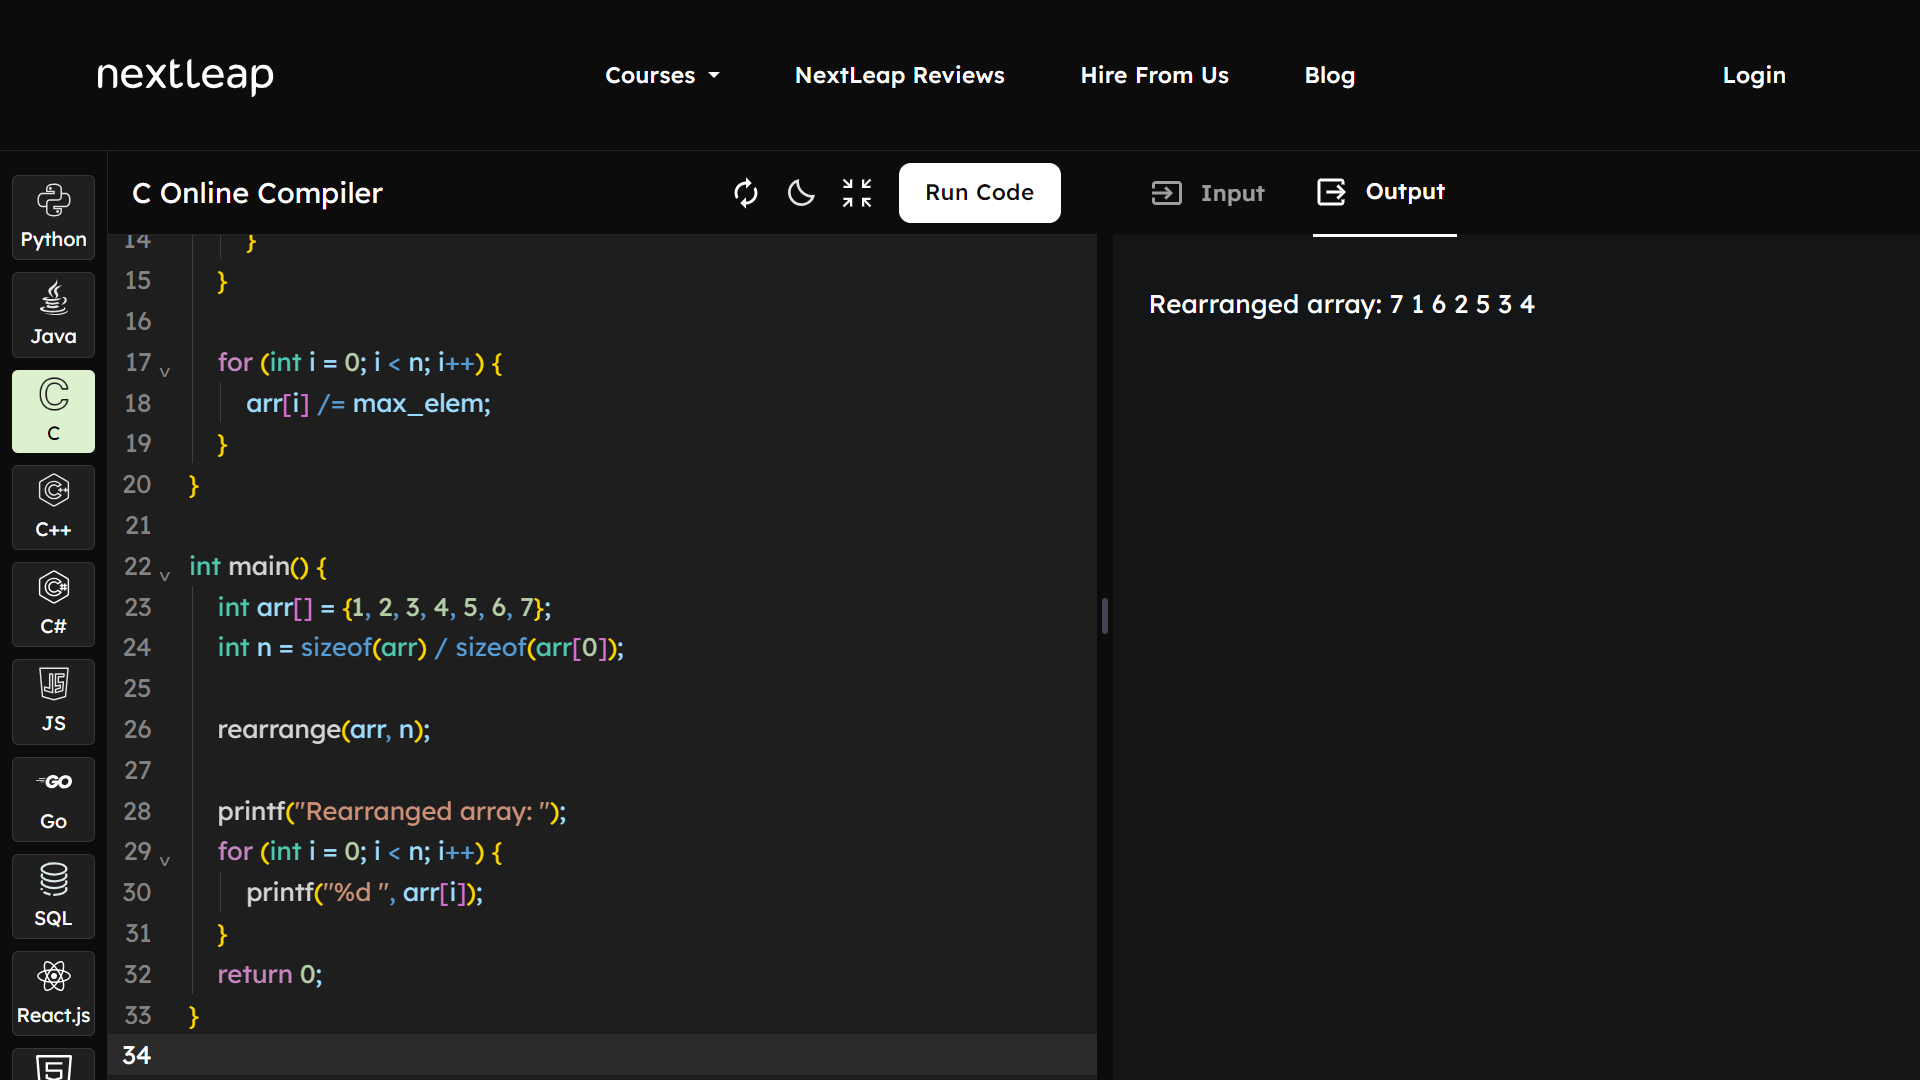 nextleap
Courses
NextLeap Reviews
Hire From Us
Blog
Login
Python
Java
C
C
C++
C#
JS
JS
GO
Go
SQL
React.js
5
C Online Compiler
Run Code
Input
Output
14 }
15 }
16
17 for (int i = 0; i < n; i++) {
18 arr[i] /= max_elem;
19 }
20 }
21
22 int main() {
23 int arr[] = {1, 2, 3, 4, 5, 6, 7};
24 int n = sizeof(arr) / sizeof(arr[0]);
25
26 rearrange(arr, n);
27
28 printf("Rearranged array: ");
29 for (int i = 0; i < n; i++) {
30 printf("%d ", arr[i]);
31 }
32 return 0;
33 }
34
Rearranged array: 7 1 6 2 5 3 4